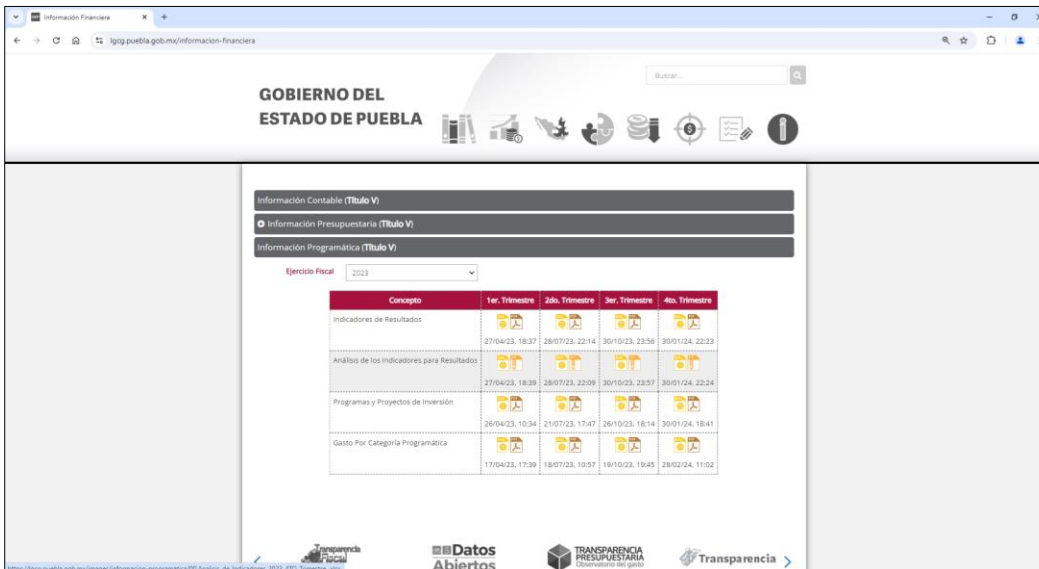 Información Financiera
lgcg.puebla.gob.mx/informacion-financiera
Buscar...
GOBIERNO DEL
ESTADO DE PUEBLA
Información Contable (Título V)
Información Presupuestaria (Título V)
Información Programática (Título V)
Ejercicio Fiscal 2023
Concepto 1er. Trimestre 2do. Trimestre 3er. Trimestre 4to. Trimestre
Indicadores de Resultados
27/04/23, 18:37 28/07/23, 22:14 30/10/23, 23:56 30/01/24, 22:23
Análisis de los Indicadores para Resultados
27/04/23, 18:39 28/07/23, 22:09 30/10/23, 23:57 30/01/24, 22:24
Programas y Proyectos de Inversión
26/04/23, 10:34 21/07/23, 17:47 26/10/23, 18:14 30/01/24, 18:41
Gasto Por Categoría Programática
17/04/23, 17:39 18/07/23, 10:57 19/10/23, 19:45 28/02/24, 11:02
Transparencia
Fiscal
Datos
Abiertos
TRANSPARENCIA
PRESUPUESTARIA
Observatorio del gasto
Transparencia